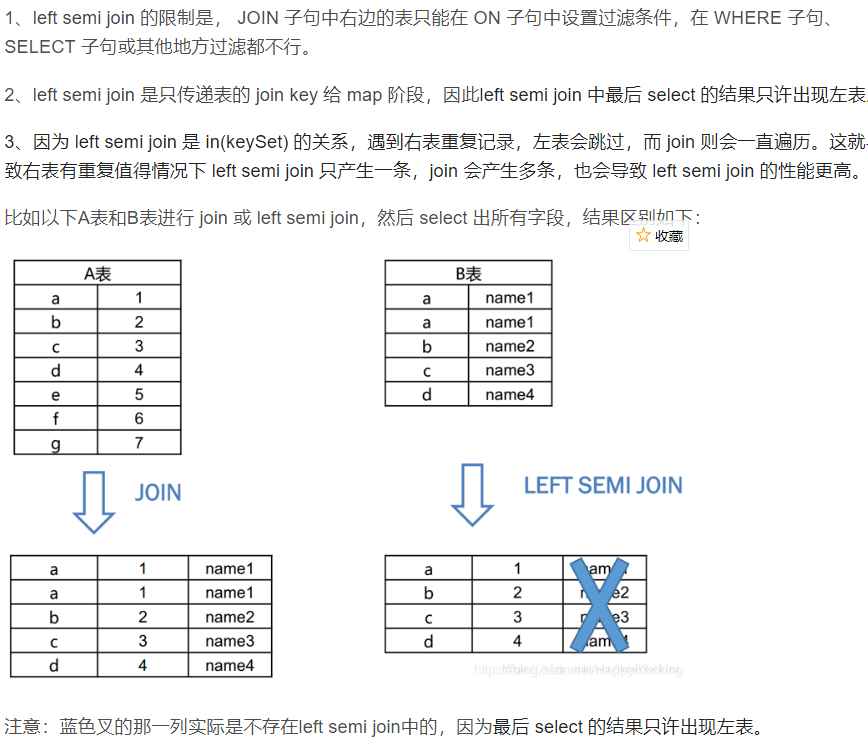 1、left semi join 的限制是， JOIN 子句中右边的表只能在 ON 子句中设置过滤条件，在 WHERE 子句、
SELECT 子句或其他地方过滤都不行。
2、left semi join 是只传递表的 join key 给 map 阶段，因此left semi join 中最后 select 的结果只许出现左表
3、因为 left semi join 是 in(keySet) 的关系，遇到右表重复记录，左表会跳过，而 join 则会一直遍历。这就
致右表有重复值得情况下 left semi join 只产生一条，join 会产生多条，也会导致 left semi join 的性能更高。
比如以下A表和B表进行 join 或 left semi join，然后 select 出所有字段，结果区别如下：
收藏
A表
a 1
b 2
c 3
d 4
e 5
f 6
g 7
B表
a name1
a name1
b name2
c name3
d name4
JOIN
LEFT SEMI JOIN
a 1 name1
a 1 name1
b 2 name2
c 3 name3
d 4 name4
a 1
b 2
c 3
d 4
注意：蓝色叉的那一列实际是不存在left semi join中的，因为最后 select 的结果只许出现左表。